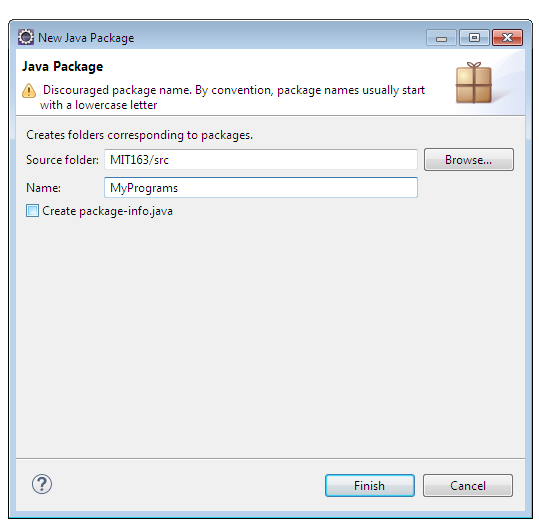 New Java Package
Java Package
Discouraged package name. By convention, package names usually start
with a lowercase letter
Creates folders corresponding to packages.
Source folder: MIT163/src Browse...
Name: MyPrograms
Create package-info.java
? Finish Cancel